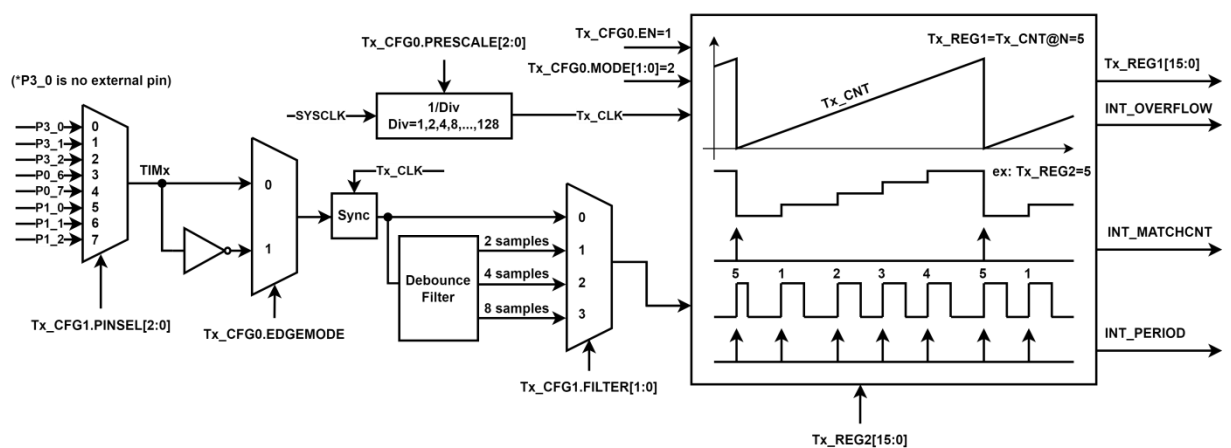 Tx_CFG0.EN=1
Tx_REG1=Tx_CNT@N=5
Tx_CFG0.PRESCALE[2:0]
Tx_REG1[15:0]
Tx_CFG0.MODE[1:0]=2
(*P3_0 is no external pin)
1/Div
Div=1,2,4,8,...,128
SYSCLK
Tx_CLK
Tx_CNT
INT_OVERFLOW
P3_0 0
P3_1 1
P3_2 2
P0_6 3
P0_7 4
P1_0 5
P1_1 6
P1_2 7
TIMx
0
1
Tx_CLK
Sync
ex: Tx_REG2=5
0
2 samples 1
4 samples 2
8 samples 3
Debounce
Filter
INT_MATCHCNT
5 1 2 3 4 5 1
Tx_CFG1.PINSEL[2:0]
Tx_CFG0.EDGEMODE
INT_PERIOD
Tx_CFG1.FILTER[1:0]
Tx_REG2[15:0]